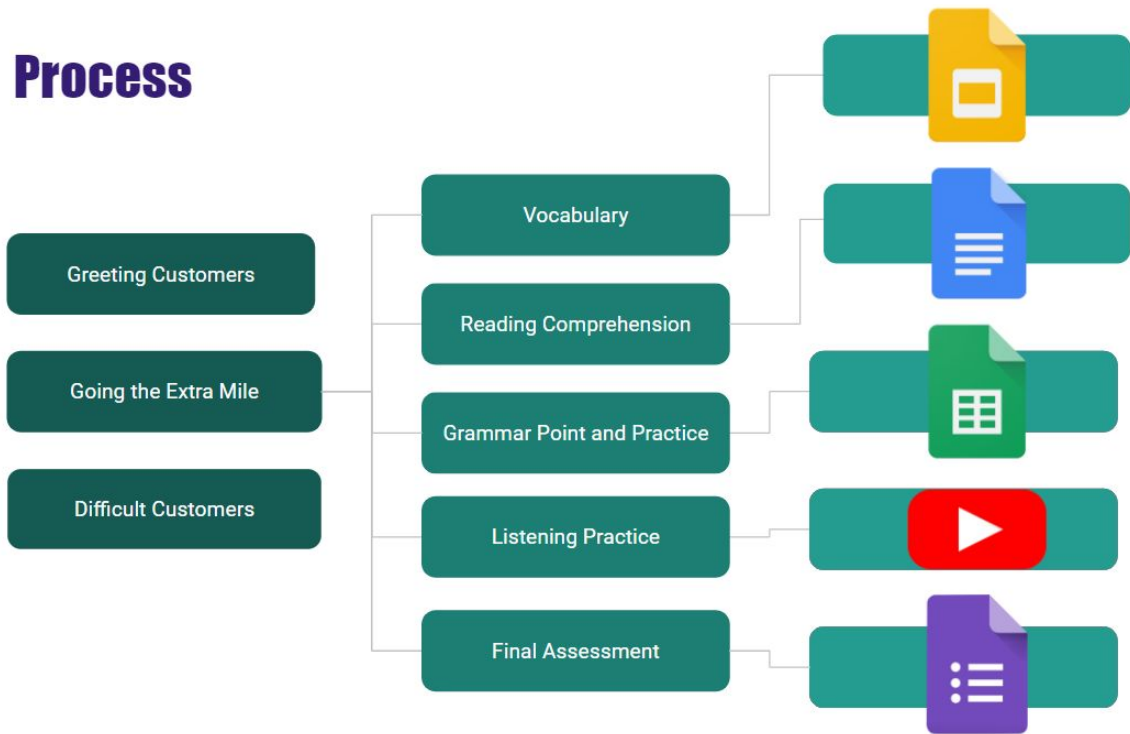 Process
Greeting Customers
Going the Extra Mile
Difficult Customers
Vocabulary
Reading Comprehension
Grammar Point and Practice
Listening Practice
Final Assessment